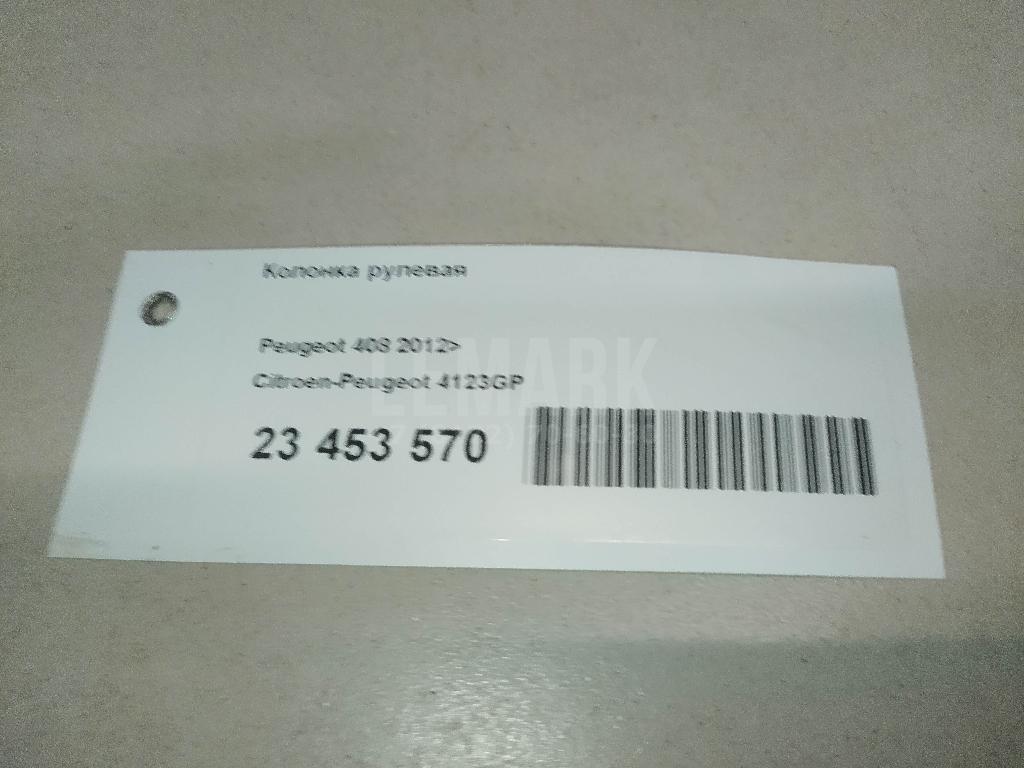 Колонка рулевая
Peugeot 408 2012>
Citroen-Peugeot 4123GP
23 453 570
LEMARK